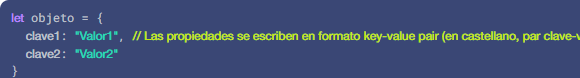 let objeto = {
clave1: "Valor1", // Las propiedades se escriben en formato key-value pair (en castellano, par clave-v
clave2: "Valor2"
}